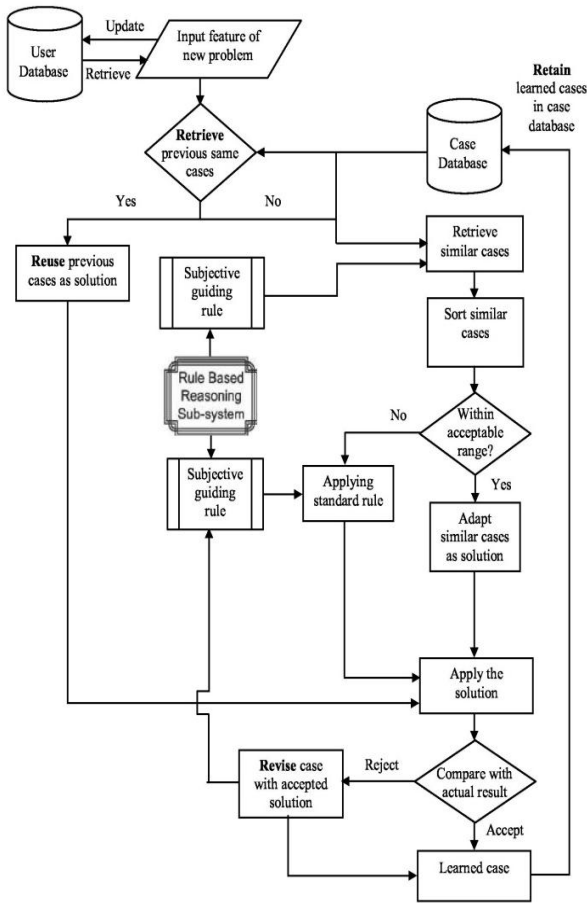 User
Database
Update
Retrieve
Input feature of
new problem
Retain
learned cases
in case
database
Retrieve
previous same
cases
Case
Database
Yes
No
Reuse previous
cases as solution
Subjective
guiding
rule
Retrieve
similar cases
Sort similar
cases
Rule Based
Reasoning
Sub-system
Within
acceptable
range?
No
Yes
Subjective
guiding
rule
Applying
standard rule
Adapt
similar cases
as solution
Apply the
solution
Revise case
with accepted
solution
Reject
Compare with
actual result
Accept
Learned case